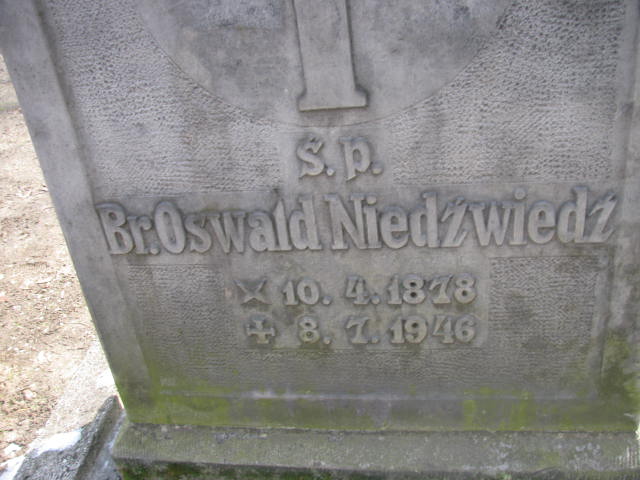 ś. p.
Br. Oswald Niedźwiedź
× 10. 4. 1878
✢ 8. 7. 1946